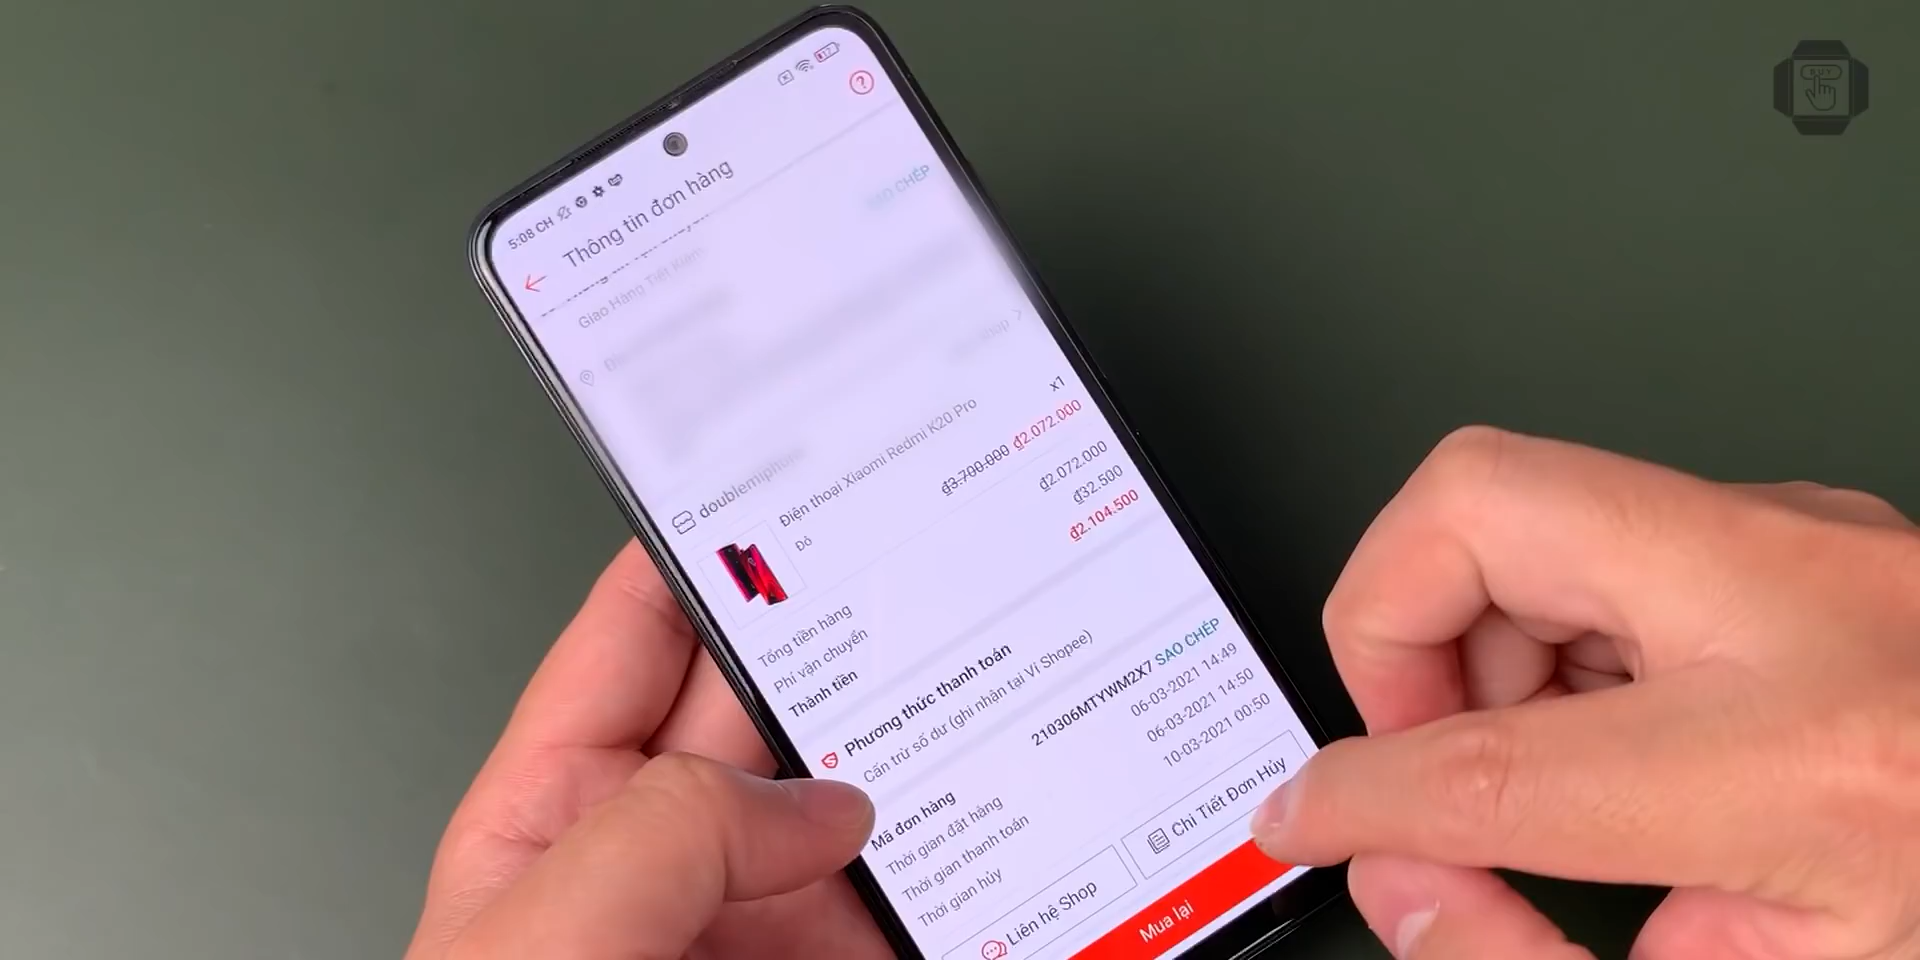 BUY
5:08 CH
Thông tin đơn hàng
SAO CHÉP
Giao Hàng Tiết Kiệm
doublemiphone
Điện thoại Xiaomi Redmi K20 Pro
Đỏ
x1
₫3.700.000 ₫2.072.000
Tổng tiền hàng ₫2.072.000
Phí vận chuyển ₫32.500
Thành tiền ₫2.104.500
Phương thức thanh toán
Cấn trừ số dư (ghi nhận tại Ví Shopee)
Mã đơn hàng 210306MTYWM2X7 SAO CHÉP
Thời gian đặt hàng 06-03-2021 14:49
Thời gian thanh toán 06-03-2021 14:50
Thời gian hủy 10-03-2021 00:50
Liên hệ Shop
Chi Tiết Đơn Hủy
Mua lại